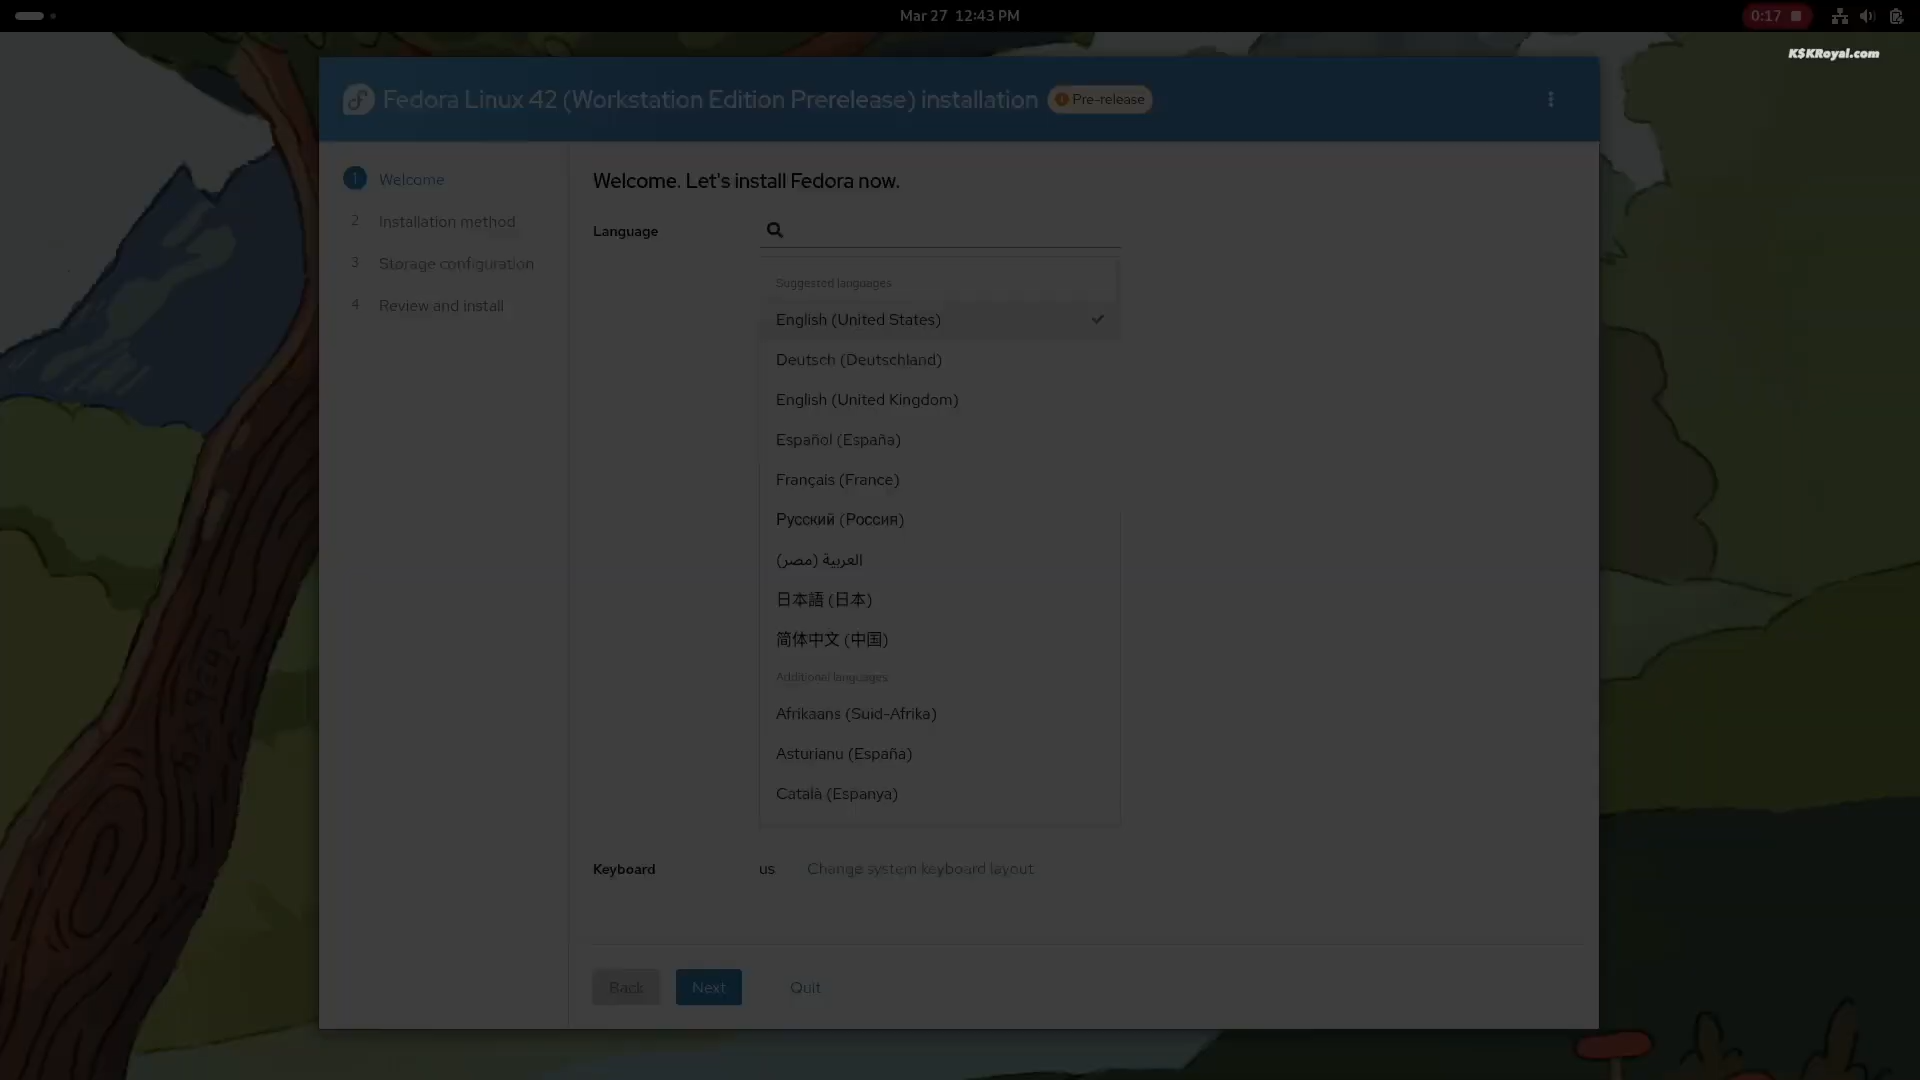 Mar 27 12:43 PM
0:17
K$KRoyal.com
Fedora Linux 42 (Workstation Edition Prerelease) installation
Pre-release
1 Welcome
2 Installation method
3 Storage configuration
4 Review and install
Welcome. Let's install Fedora now.
Language
Suggested languages
English (United States)
Deutsch (Deutschland)
English (United Kingdom)
Español (España)
Français (France)
Русский (Россия)
العربية (مصر)
日本語 (日本)
简体中文 (中国)
Additional languages
Afrikaans (Suid-Afrika)
Asturianu (España)
Català (Espanya)
Keyboard us Change system keyboard layout
Back Next Quit